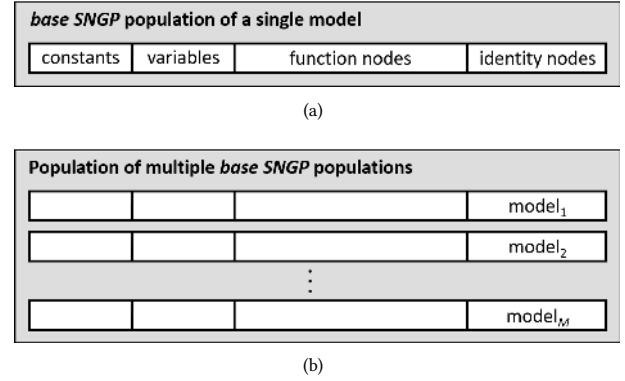 base SNGP population of a single model
constants variables function nodes identity nodes
(a)
Population of multiple base SNGP populations
model1
model2
⋮
modelM
(b)